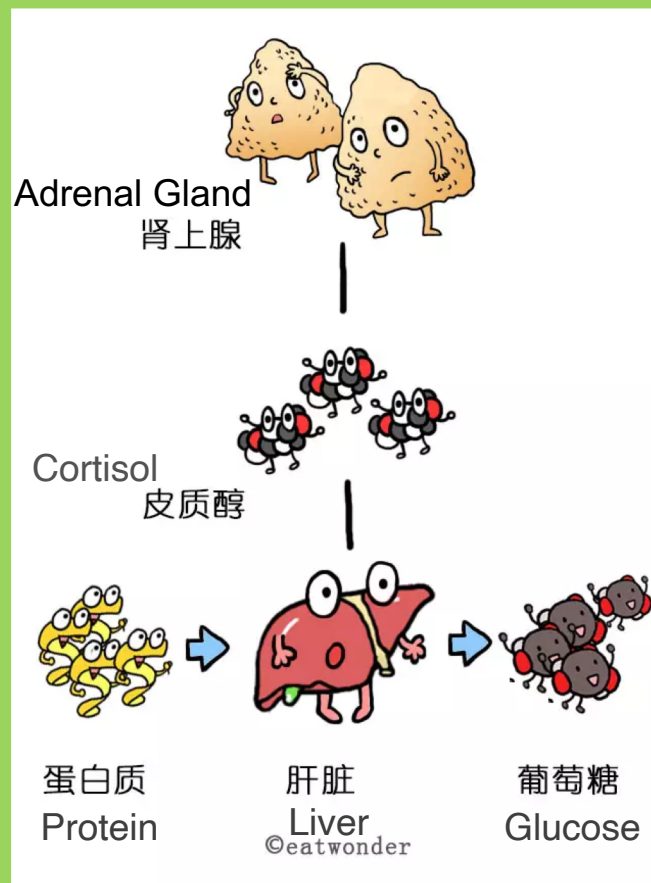 Adrenal Gland
肾上腺
Cortisol
皮质醇
蛋白质
肝脏
葡萄糖
Protein
Liver
Glucose
©eatwonder